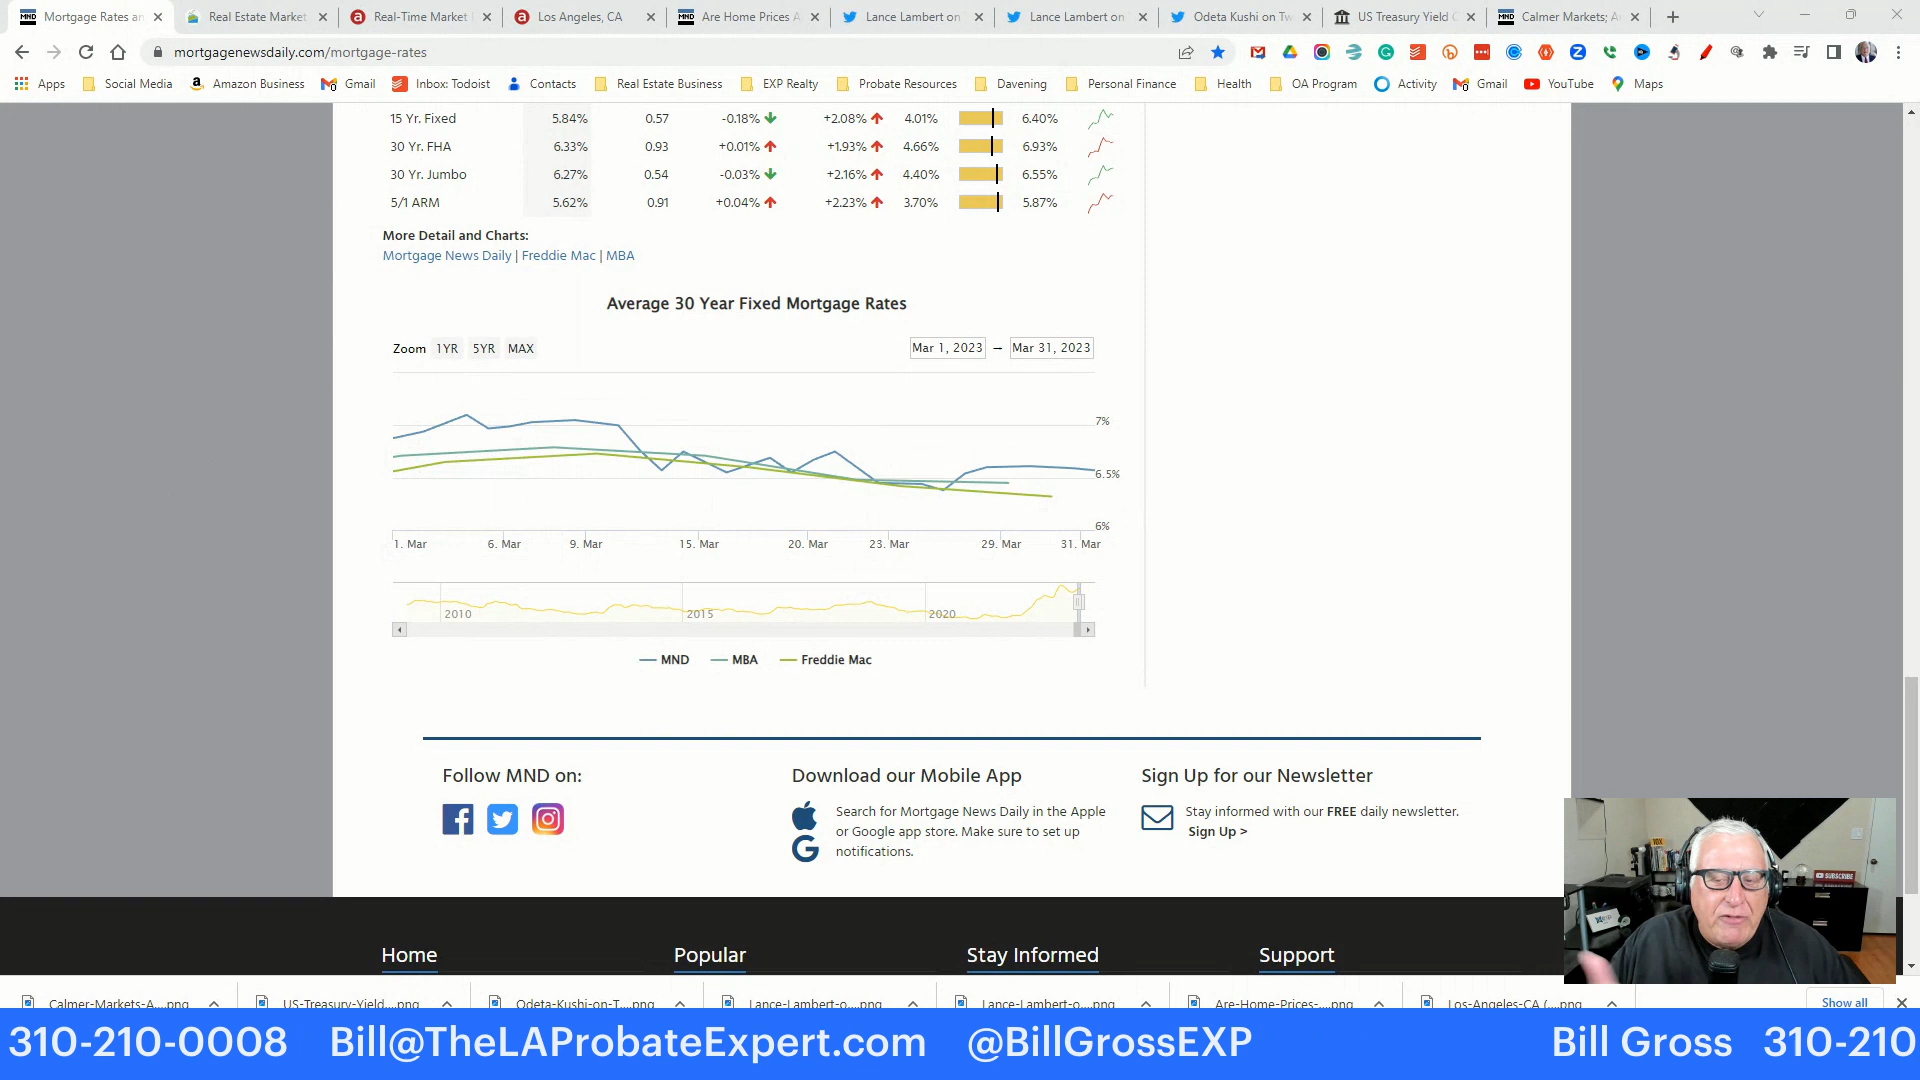 Mortgage Rates an
Real Estate Market
Real-Time Market
Los Angeles, CA
Are Home Prices A
Lance Lambert on
Lance Lambert on
Odeta Kushi on Tw
US Treasury Yield C
Calmer Markets; A
mortgagenewsdaily.com/mortgage-rates
Apps
Social Media
Amazon Business
Gmail
Inbox: Todoist
Contacts
Real Estate Business
EXP Realty
Probate Resources
Davening
Personal Finance
Health
OA Program
Activity
Gmail
YouTube
Maps
15 Yr. Fixed 5.84% 0.57 -0.18% +2.08% 4.01% 6.40%
30 Yr. FHA 6.33% 0.93 +0.01% +1.93% 4.66% 6.93%
30 Yr. Jumbo 6.27% 0.54 -0.03% +2.16% 4.40% 6.55%
5/1 ARM 5.62% 0.91 +0.04% +2.23% 3.70% 5.87%
More Detail and Charts:
Mortgage News Daily | Freddie Mac | MBA
Average 30 Year Fixed Mortgage Rates
Zoom 1YR 5YR MAX
Mar 1, 2023 → Mar 31, 2023
7%
6.5%
6%
1. Mar 6. Mar 9. Mar 15. Mar 20. Mar 23. Mar 29. Mar 31. Mar
2010 2015 2020
MND MBA Freddie Mac
Follow MND on:
Download our Mobile App
Search for Mortgage News Daily in the Apple
or Google app store. Make sure to set up
notifications.
Sign Up for our Newsletter
Stay informed with our FREE daily newsletter.
Sign Up >
SUBSCRIBE
Home
Popular
Stay Informed
Support
Calmer-Markets-A....png
US-Treasury-Yield....png
Odeta-Kushi-on-T....png
Lance-Lambert-o....png
Lance-Lambert-o....png
Are-Home-Prices-....png
Los-Angeles-CA (....png
Show all
310-210-0008 Bill@TheLAProbateExpert.com @BillGrossEXP Bill Gross 310-210